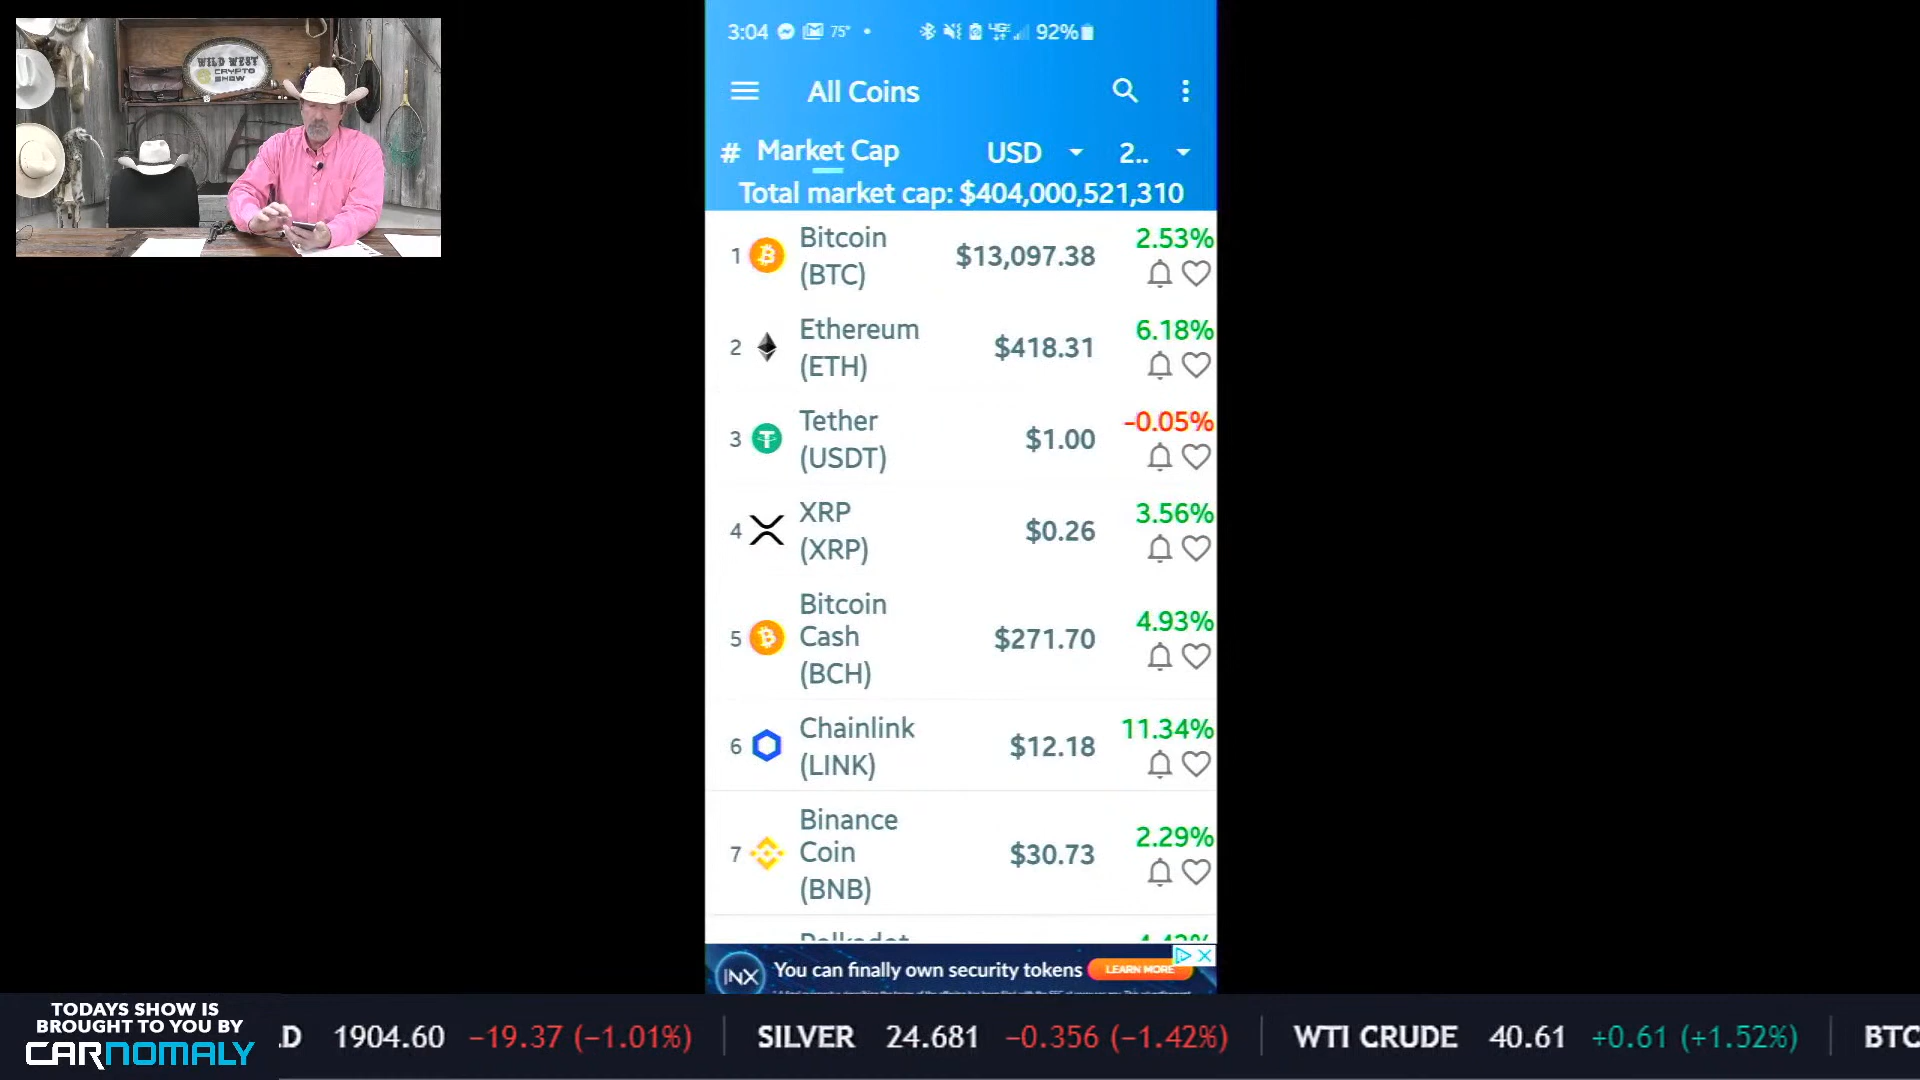 WILD WEST
CRYPTO
SHOW
3:04 75° 92%
All Coins
# Market Cap USD 2..
Total market cap: $404,000,521,310
1 Bitcoin (BTC) $13,097.38 2.53%
2 Ethereum (ETH) $418.31 6.18%
3 Tether (USDT) $1.00 -0.05%
4 XRP (XRP) $0.26 3.56%
5 Bitcoin Cash (BCH) $271.70 4.93%
6 Chainlink (LINK) $12.18 11.34%
7 Binance Coin (BNB) $30.73 2.29%
INX You can finally own security tokens LEARN MORE
TODAYS SHOW IS
BROUGHT TO YOU BY
CARNOMALY
D 1904.60 -19.37 (-1.01%) SILVER 24.681 -0.356 (-1.42%) WTI CRUDE 40.61 +0.61 (+1.52%) BTC